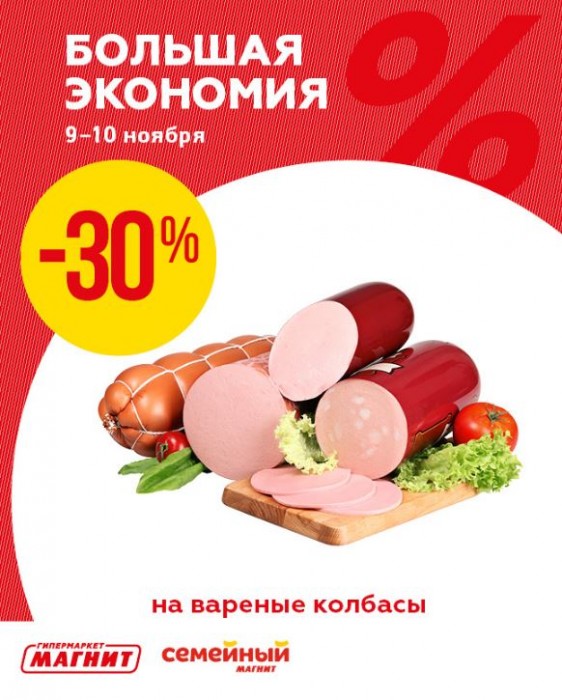 БОЛЬШАЯ
ЭКОНОМИЯ
9–10 ноября
-30%
на вареные колбасы
ГИПЕРМАРКЕТ
МАГНИТ
СЕМЕЙНЫЙ
МАГНИТ